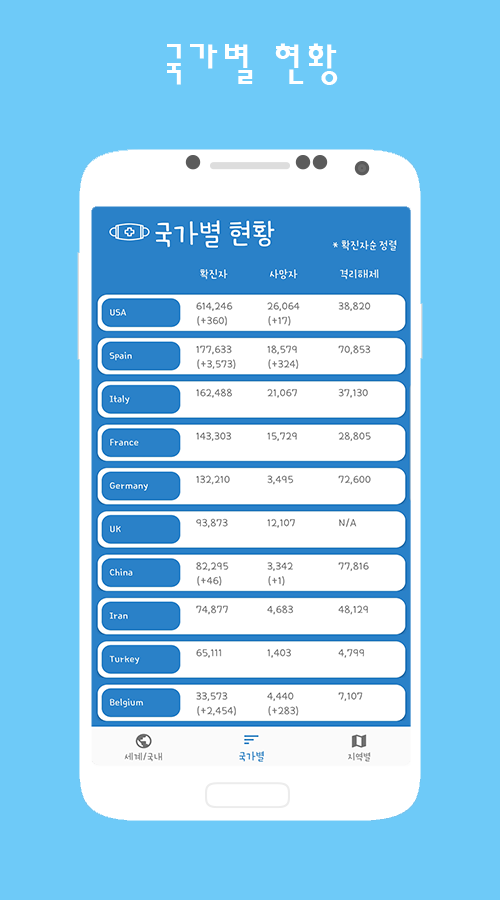 국가별 현황
국가별 현황
* 확진자순 정렬
확진자 사망자 격리해제
USA 614,246 26,064 38,820
(+360) (+17)
Spain 177,633 18,579 70,853
(+3,573) (+324)
Italy 162,488 21,067 37,130
France 143,303 15,729 28,805
Germany 132,210 3,495 72,600
UK 93,873 12,107 N/A
China 82,295 3,342 77,816
(+46) (+1)
Iran 74,877 4,683 48,129
Turkey 65,111 1,403 4,799
Belgium 33,573 4,440 7,107
(+2,454) (+283)
세계/국내 국가별 지역별